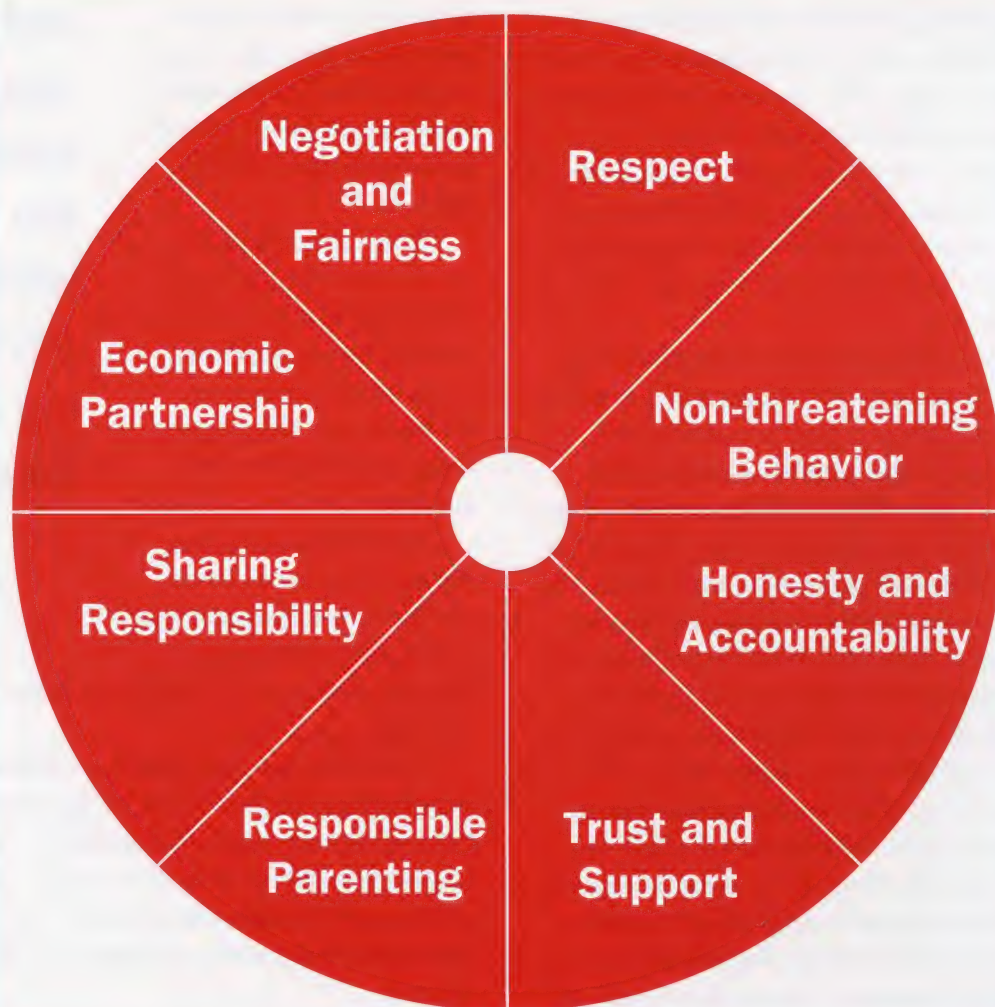 Negotiation
and
Fairness
Respect
Non-threatening
Behavior
Honesty and
Accountability
Trust and
Support
Responsible
Parenting
Sharing
Responsibility
Economic
Partnership